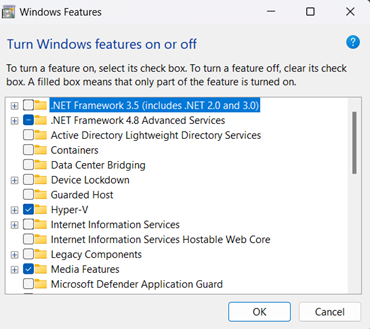 Windows Features
Turn Windows features on or off
?
To turn a feature on, select its check box. To turn a feature off, clear its check
box. A filled box means that only part of the feature is turned on.
.NET Framework 3.5 (includes .NET 2.0 and 3.0)
.NET Framework 4.8 Advanced Services
Active Directory Lightweight Directory Services
Containers
Data Center Bridging
Device Lockdown
Guarded Host
Hyper-V
Internet Information Services
Internet Information Services Hostable Web Core
Legacy Components
Media Features
Microsoft Defender Application Guard
OK
Cancel